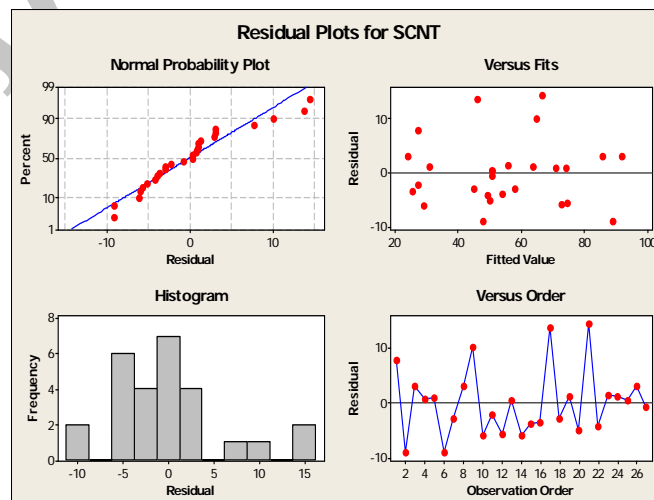 Residual Plots for SCNT
Normal Probability Plot
99
90
50
10
1
Percent
-10 0 10
Residual
Versus Fits
10
0
-10
Residual
20 40 60 80 100
Fitted Value
Histogram
8
6
4
2
0
Frequency
-10 -5 0 5 10 15
Residual
Versus Order
10
0
-10
Residual
2 4 6 8 10 12 14 16 18 20 22 24 26
Observation Order